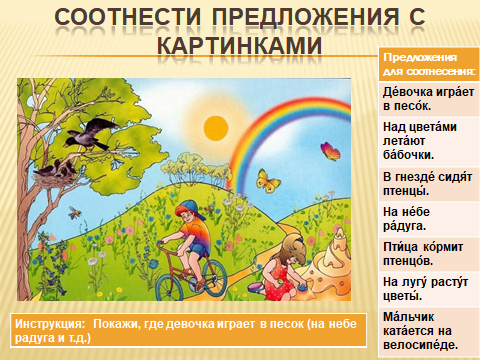 СООТНЕСТИ ПРЕДЛОЖЕНИЯ С
КАРТИНКАМИ
Предложения
для соотнесения:
Де́вочка игра́ет
в песо́к.
Над цвета́ми
лета́ют
ба́бочки.
В гнезде́ сидя́т
птенцы́.
На не́бе
ра́дуга.
Пти́ца ко́рмит
птенцо́в.
На лугу́ расту́т
цветы́.
Ма́льчик
ката́ется на
велосипе́де.
Инструкция: Покажи, где девочка играет в песок (на небе
радуга и т.д.)